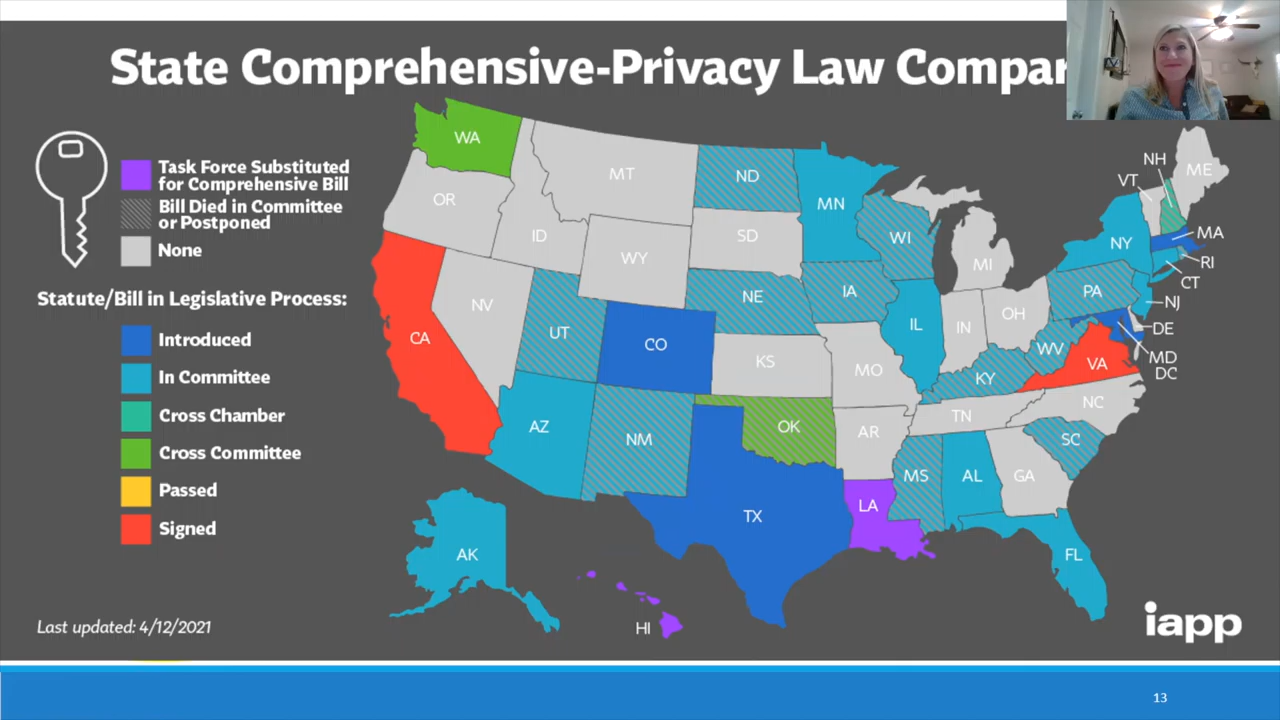 State Comprehensive-Privacy Law Compar
Task Force Substituted
for Comprehensive Bill
Bill Died in Committee
or Postponed
None
Statute/Bill in Legislative Process:
Introduced
In Committee
Cross Chamber
Cross Committee
Passed
Signed
Last updated: 4/12/2021
WA
OR
CA
NV
ID
MT
WY
UT
CO
AZ
NM
ND
SD
NE
KS
OK
TX
MN
IA
MO
AR
LA
WI
IL
MI
IN
OH
KY
TN
MS
AL
GA
FL
SC
NC
VA
WV
PA
NY
VT
NH
ME
MA
RI
CT
NJ
DE
MD
DC
AK
HI
iapp
13